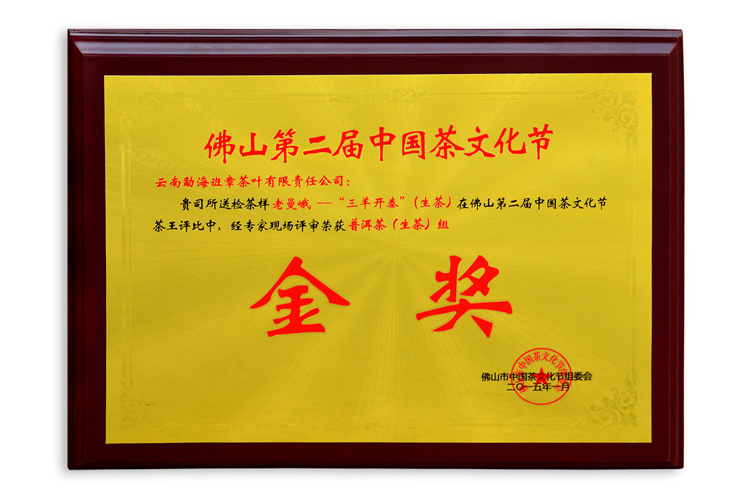 佛山第二届中国茶文化节
云南勐海班章茶叶有限责任公司：
贵司所送检茶样老曼峨—“三羊开泰”（生茶）在佛山第二届中国茶文化节
茶王评比中，经专家现场评审荣获普洱茶（生茶）组
金奖
佛山市中国茶文化节组委会
二〇一五年一月